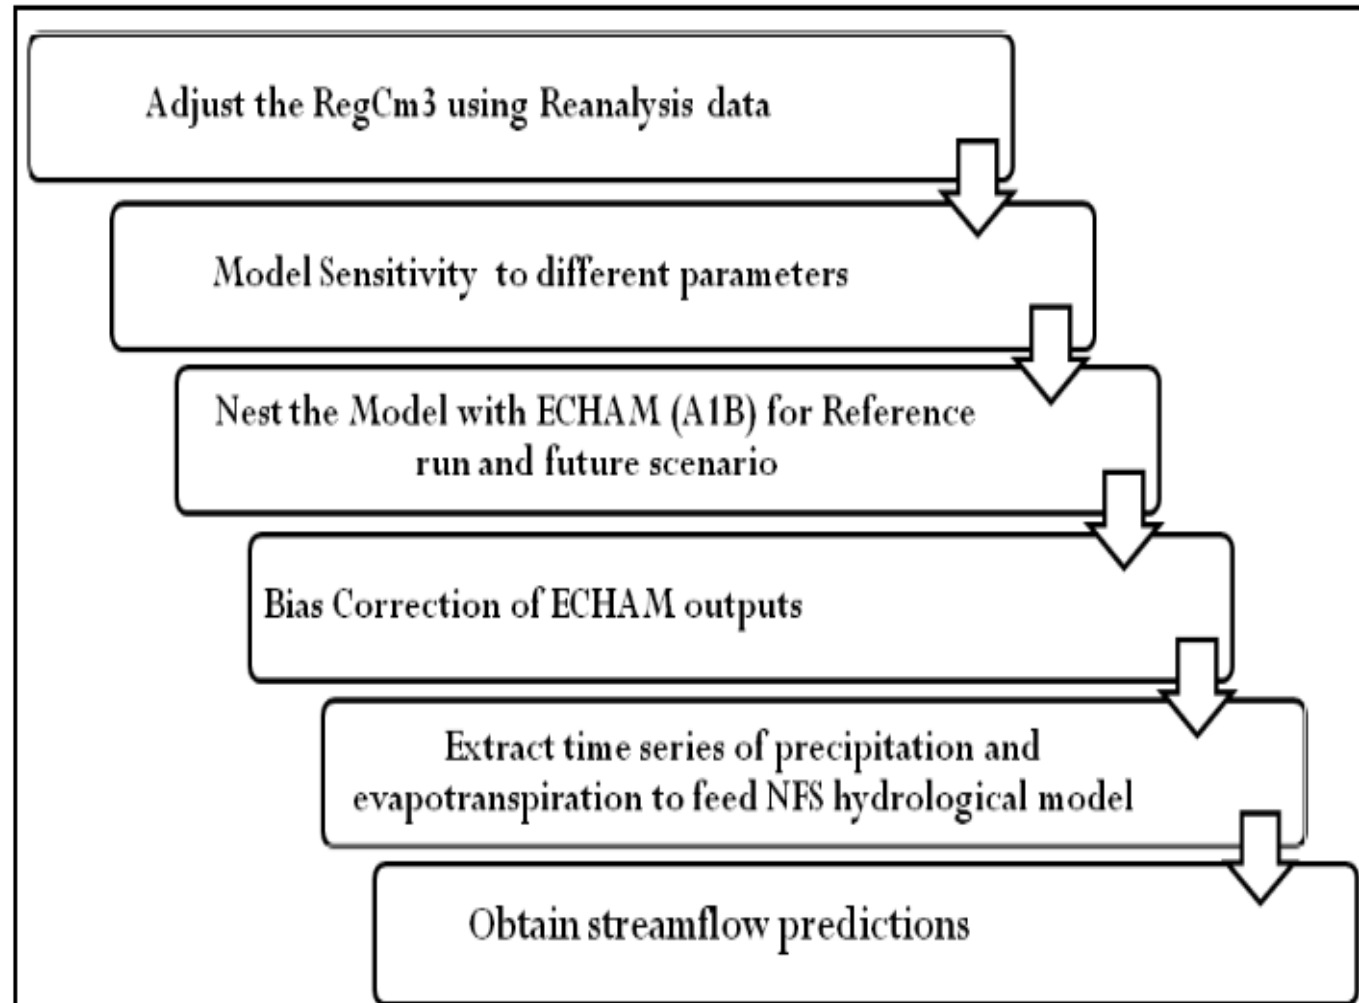 Adjust the RegCm3 using Reanalysis data
Model Sensitivity to different parameters
Nest the Model with ECHAM (A1B) for Reference
run and future scenario
Bias Correction of ECHAM outputs
Extract time series of precipitation and
evapotranspiration to feed NFS hydrological model
Obtain streamflow predictions